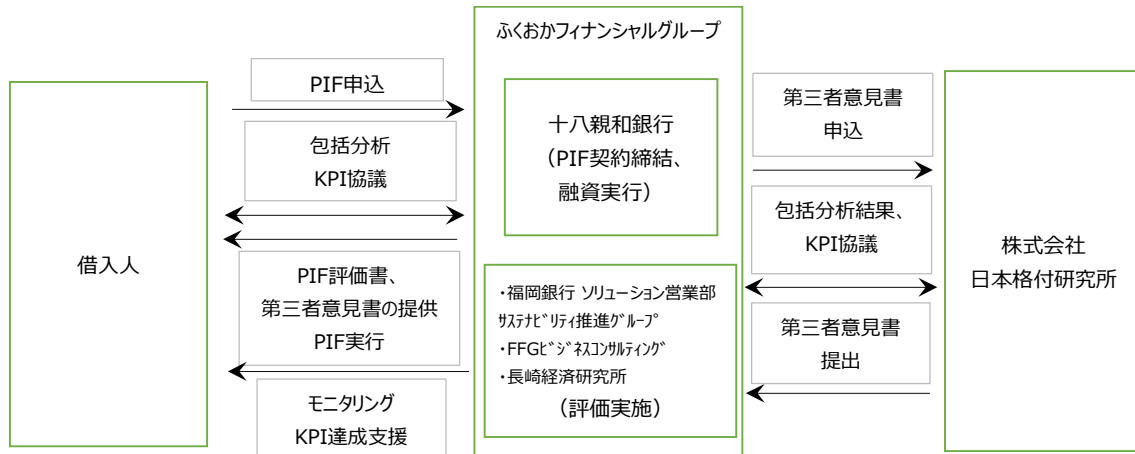 ふくおかフィナンシャルグループ
借入人
PIF申込
包括分析
KPI協議
PIF評価書、
第三者意見書の提供
PIF実行
モニタリング
KPI達成支援
十八親和銀行
（PIF契約締結、
融資実行）
・福岡銀行 ソリューション営業部
ｻｽﾃﾅﾋﾞﾘﾃｨ推進ｸﾞﾙｰﾌﾟ
・FFGﾋﾞｼﾞﾈｽｺﾝｻﾙﾃｨﾝｸﾞ
・長崎経済研究所
（評価実施）
第三者意見書
申込
包括分析結果、
KPI協議
第三者意見書
提出
株式会社
日本格付研究所